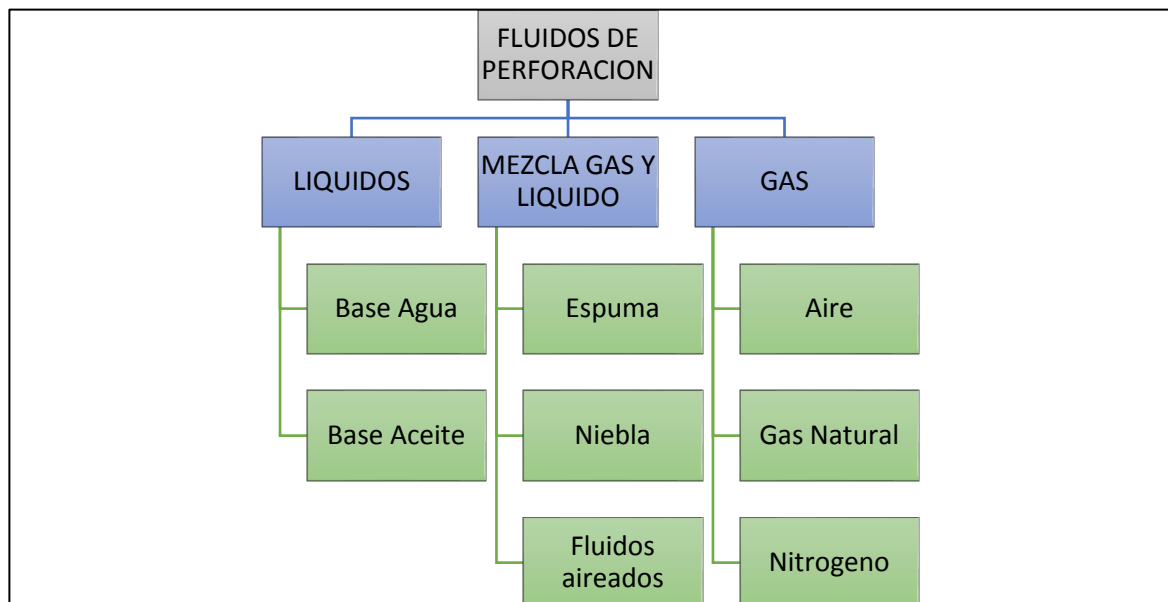 FLUIDOS DE
PERFORACION
LIQUIDOS
MEZCLA GAS Y
LIQUIDO
GAS
Base Agua
Espuma
Aire
Base Aceite
Niebla
Gas Natural
Fluidos
aireados
Nitrogeno